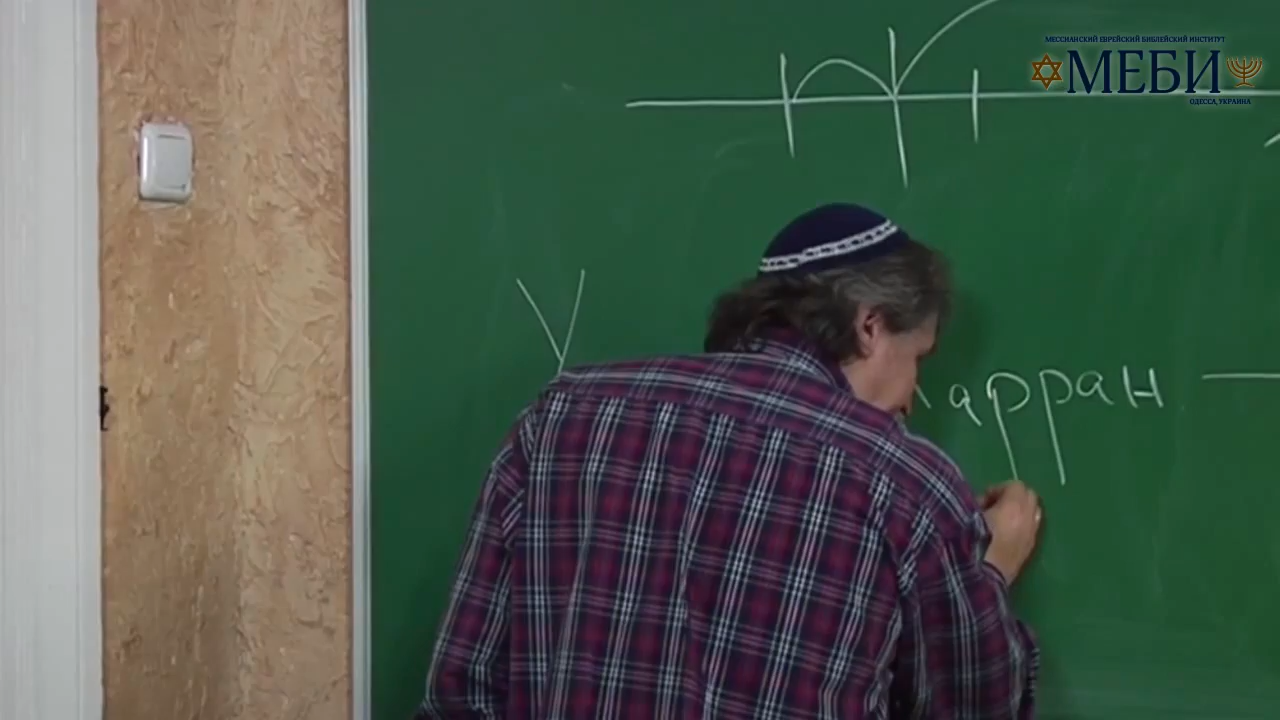 МЕССИАНСКИЙ ЕВРЕЙСКИЙ БИБЛЕЙСКИЙ ИНСТИТУТ
МЕБИ
ОДЕССА, УКРАИНА
У
арран